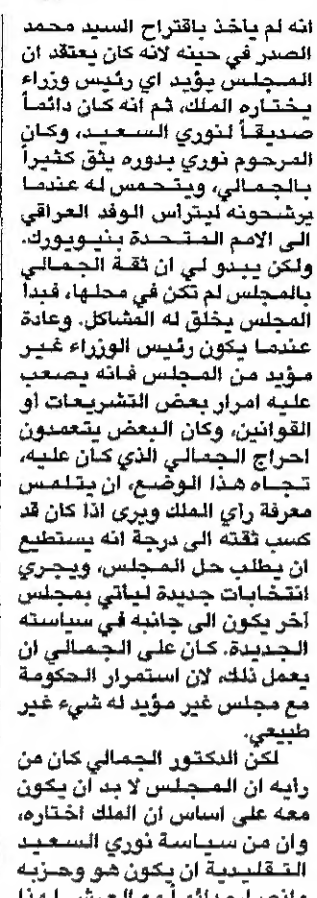 انه لم يأخذ باقتراح السيد محمد
الصدر في حينه لانه كان يعتقد ان
المجلس يؤيد اي رئيس وزراء
يختاره الملك، ثم انه كان دائماً
صديقاً لنوري السعيد، وكان
المرحوم نوري بدوره يثق كثيراً
بالجمالي، ويتحمس له عندما
يرشحونه ليترأس الوفد العراقي
الى الامم المتحدة بنيويورك.
ولكن يبدو لي ان ثقة الجمالي
بالمجلس لم تكن في محلها، فبدأ
المجلس يخلق له المشاكل. وعادة
عندما يكون رئيس الوزراء غير
مؤيد من المجلس فانه يصعب
عليه امرار بعض التشريعات أو
القوانين، وكان البعض يتعمدون
احراج الجمالي الذي كان عليه،
تجاه هذا الوضع، ان يتلمس
معرفة رأي الملك ويرى اذا كان قد
كسب ثقته الى درجة انه يستطيع
ان يطلب حل المجلس، ويجري
انتخابات جديدة ليأتي بمجلس
آخر يكون الى جانبه في سياسته
الجديدة. كان على الجمالي ان
يعمل ذلك، لان استمرار الحكومة
مع مجلس غير مؤيد له شيء غير
طبيعي.
لكن الدكتور الجمالي كان من
رأيه ان المجلس لا بد ان يكون
معه على اساس ان الملك اختاره،
وان من سياسة نوري السعيد
التقليدية ان يكون هو وحزبه